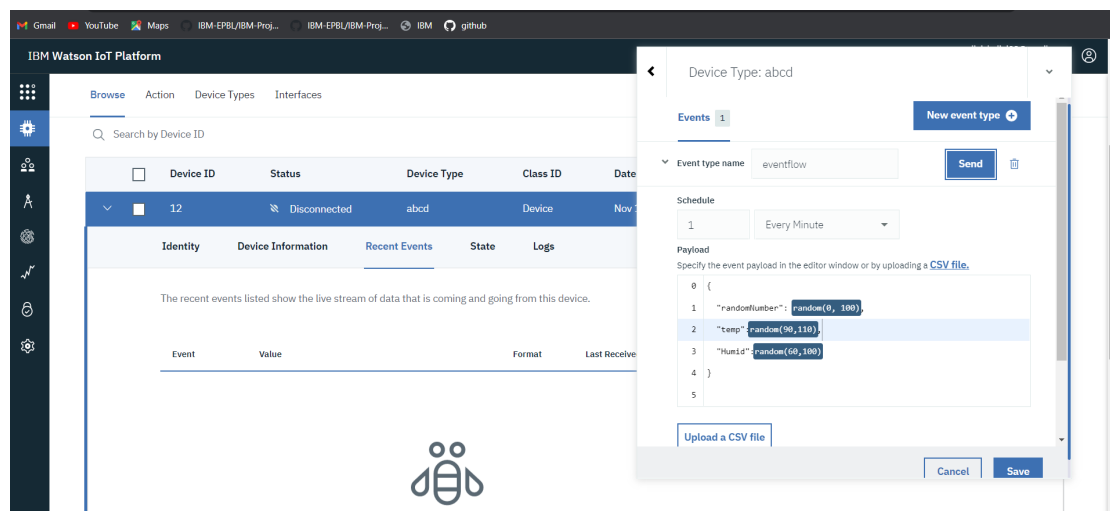 Gmail YouTube Maps IBM-EPBL/IBM-Proj... IBM-EPBL/IBM-Proj... IBM github
IBM Watson IoT Platform
Browse Action Device Types Interfaces
Search by Device ID
Device ID Status Device Type Class ID Date
12 Disconnected abcd Device Nov 1
Identity Device Information Recent Events State Logs
The recent events listed show the live stream of data that is coming and going from this device.
Event Value Format Last Receive
Device Type: abcd
Events 1 New event type
Event type name eventflow Send
Schedule
1 Every Minute
Payload
Specify the event payload in the editor window or by uploading a CSV file.
0 {
1 "randomNumber": random(0, 100),
2 "temp":random(90,110),
3 "Humid":random(60,100)
4 }
5
Upload a CSV file
Cancel Save